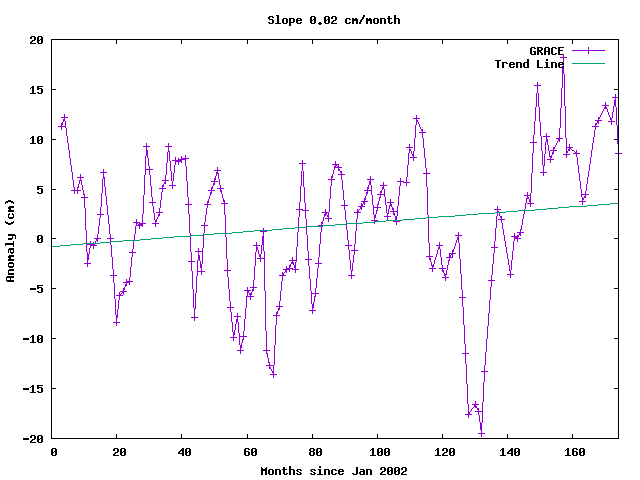 Slope 0.02 cm/month
GRACE
Trend Line
20
15
10
5
0
-5
-10
-15
-20
Anomaly (cm)
0 20 40 60 80 100 120 140 160
Months since Jan 2002